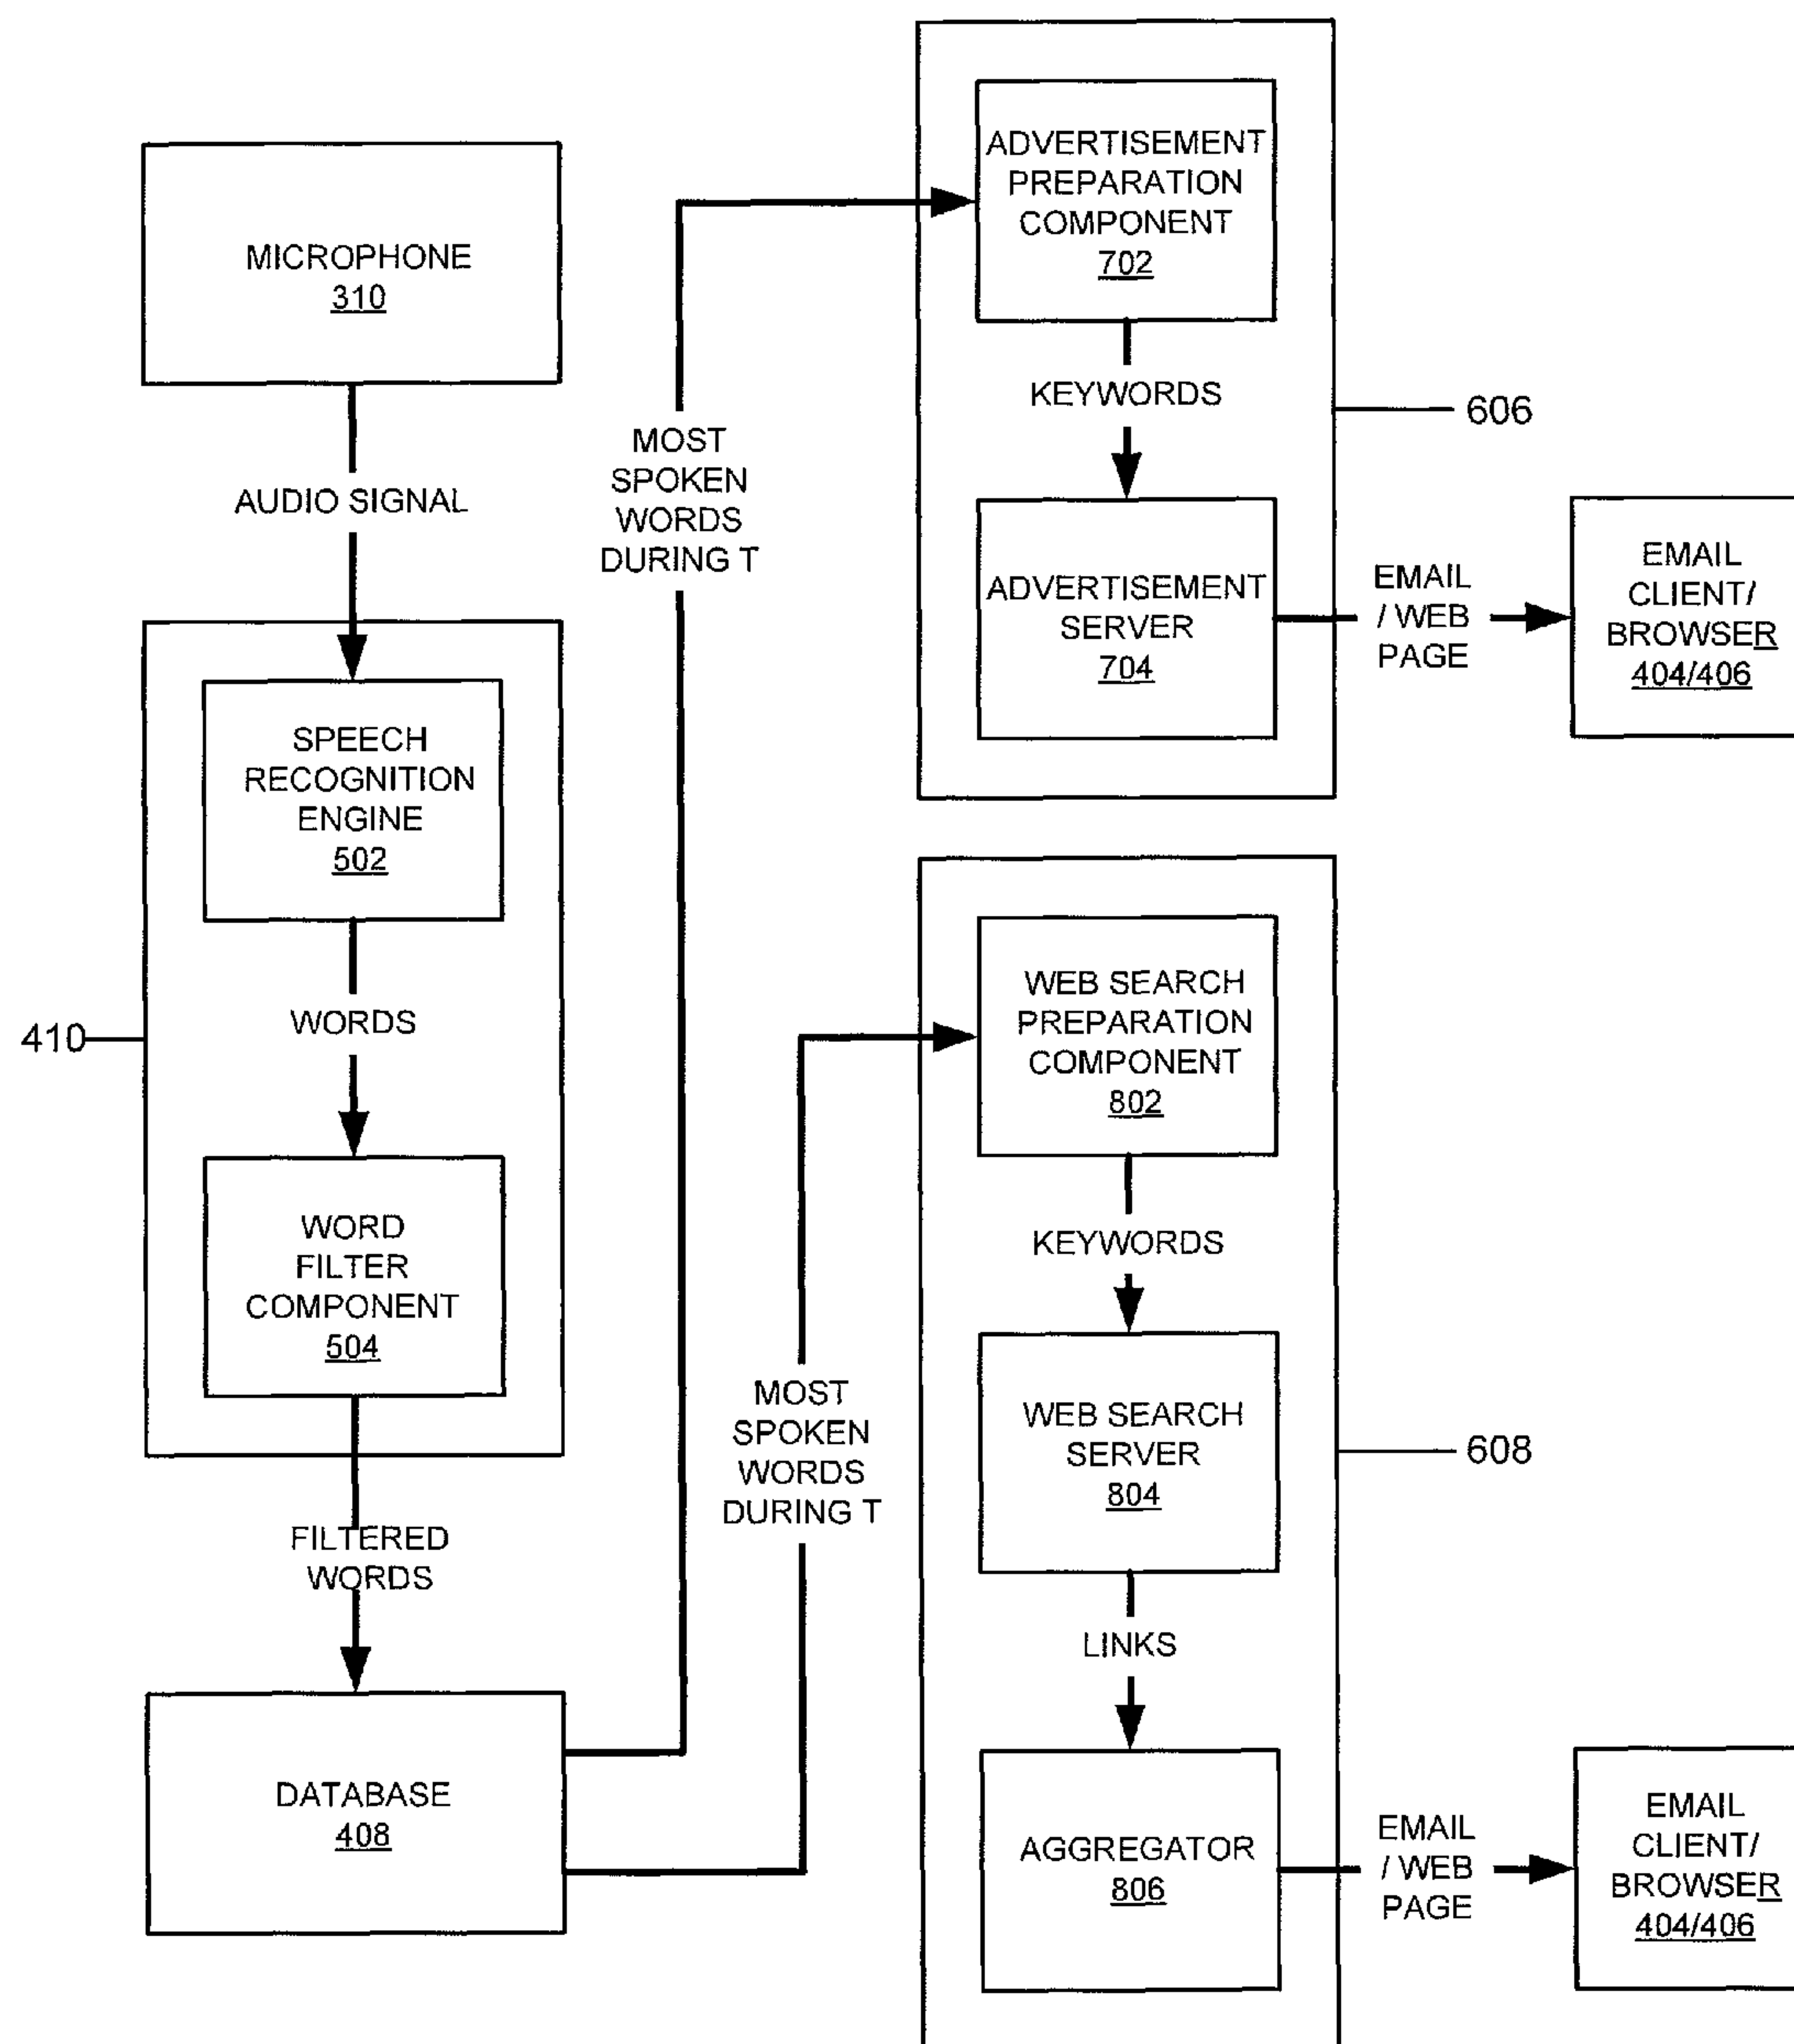 MICROPHONE
310
AUDIO SIGNAL
410
SPEECH
RECOGNITION
ENGINE
502
WORDS
WORD
FILTER
COMPONENT
504
FILTERED
WORDS
DATABASE
408
MOST
SPOKEN
WORDS
DURING T
ADVERTISEMENT
PREPARATION
COMPONENT
702
KEYWORDS
606
ADVERTISEMENT
SERVER
704
EMAIL
/ WEB
PAGE
EMAIL
CLIENT/
BROWSER
404/406
MOST
SPOKEN
WORDS
DURING T
WEB SEARCH
PREPARATION
COMPONENT
802
KEYWORDS
WEB SEARCH
SERVER
804
608
LINKS
AGGREGATOR
806
EMAIL
/ WEB
PAGE
EMAIL
CLIENT/
BROWSER
404/406